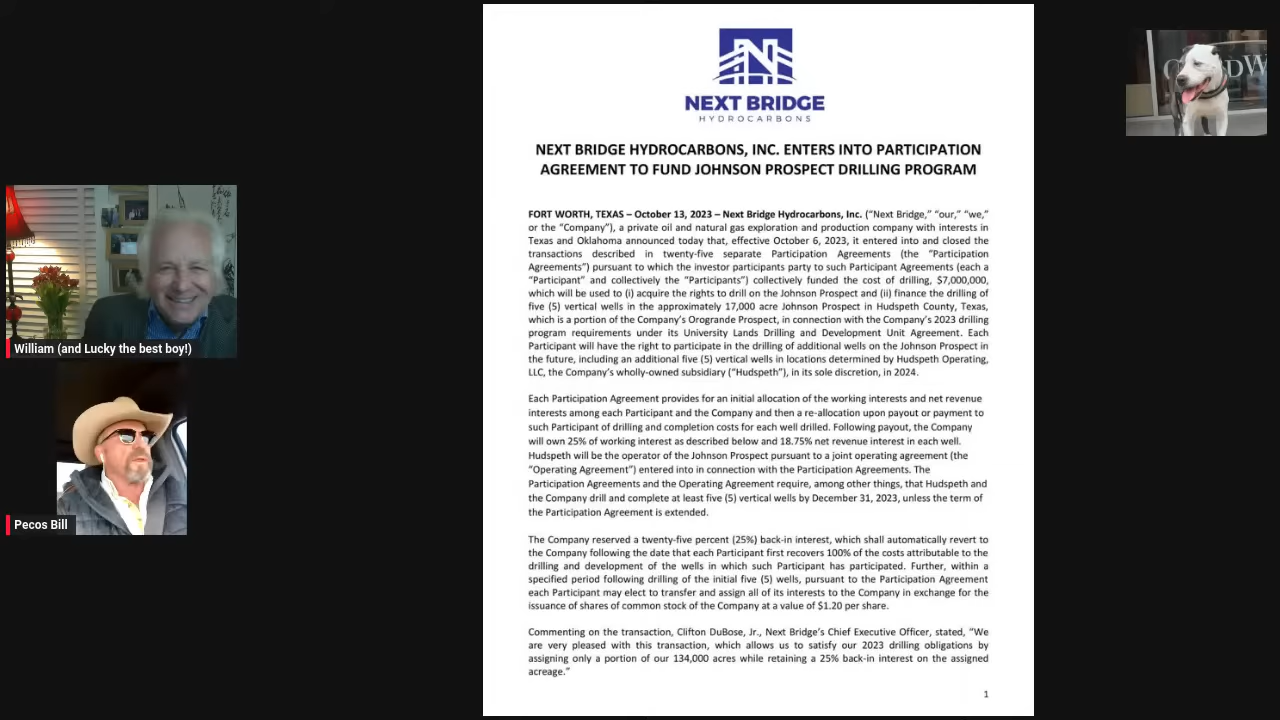 NEXT BRIDGE
HYDROCARBONS
NEXT BRIDGE HYDROCARBONS, INC. ENTERS INTO PARTICIPATION
AGREEMENT TO FUND JOHNSON PROSPECT DRILLING PROGRAM
FORT WORTH, TEXAS – October 13, 2023 – Next Bridge Hydrocarbons, Inc. (“Next Bridge,” “our,” “we,”
or the “Company”), a private oil and natural gas exploration and production company with interests in
Texas and Oklahoma announced today that, effective October 6, 2023, it entered into and closed the
transactions described in twenty-five separate Participation Agreements (the “Participation
Agreements”) pursuant to which the investor participants party to such Participant Agreements (each a
“Participant” and collectively the “Participants”) collectively funded the cost of drilling, $7,000,000,
which will be used to (i) acquire the rights to drill on the Johnson Prospect and (ii) finance the drilling of
five (5) vertical wells in the approximately 17,000 acre Johnson Prospect in Hudspeth County, Texas,
which is a portion of the Company’s Orogrande Prospect, in connection with the Company’s 2023 drilling
program requirements under its University Lands Drilling and Development Unit Agreement. Each
Participant will have the right to participate in the drilling of additional wells on the Johnson Prospect in
the future, including an additional five (5) vertical wells in locations determined by Hudspeth Operating,
LLC, the Company’s wholly-owned subsidiary (“Hudspeth”), in its sole discretion, in 2024.
Each Participation Agreement provides for an initial allocation of the working interests and net revenue
interests among each Participant and the Company and then a re-allocation upon payout or payment to
such Participant of drilling and completion costs for each well drilled. Following payout, the Company
will own 25% of working interest as described below and 18.75% net revenue interest in each well.
Hudspeth will be the operator of the Johnson Prospect pursuant to a joint operating agreement (the
“Operating Agreement”) entered into in connection with the Participation Agreements. The
Participation Agreements and the Operating Agreement require, among other things, that Hudspeth and
the Company drill and complete at least five (5) vertical wells by December 31, 2023, unless the term of
the Participation Agreement is extended.
The Company reserved a twenty-five percent (25%) back-in interest, which shall automatically revert to
the Company following the date that each Participant first recovers 100% of the costs attributable to the
drilling and development of the wells in which such Participant has participated. Further, within a
specified period following drilling of the initial five (5) wells, pursuant to the Participation Agreement
each Participant may elect to transfer and assign all of its interests to the Company in exchange for the
issuance of shares of common stock of the Company at a value of $1.20 per share.
Commenting on the transaction, Clifton DuBose, Jr., Next Bridge’s Chief Executive Officer, stated, “We
are very pleased with this transaction, which allows us to satisfy our 2023 drilling obligations by
assigning only a portion of our 134,000 acres while retaining a 25% back-in interest on the assigned
acreage.”
1
William (and Lucky the best boy!)
Pecos Bill